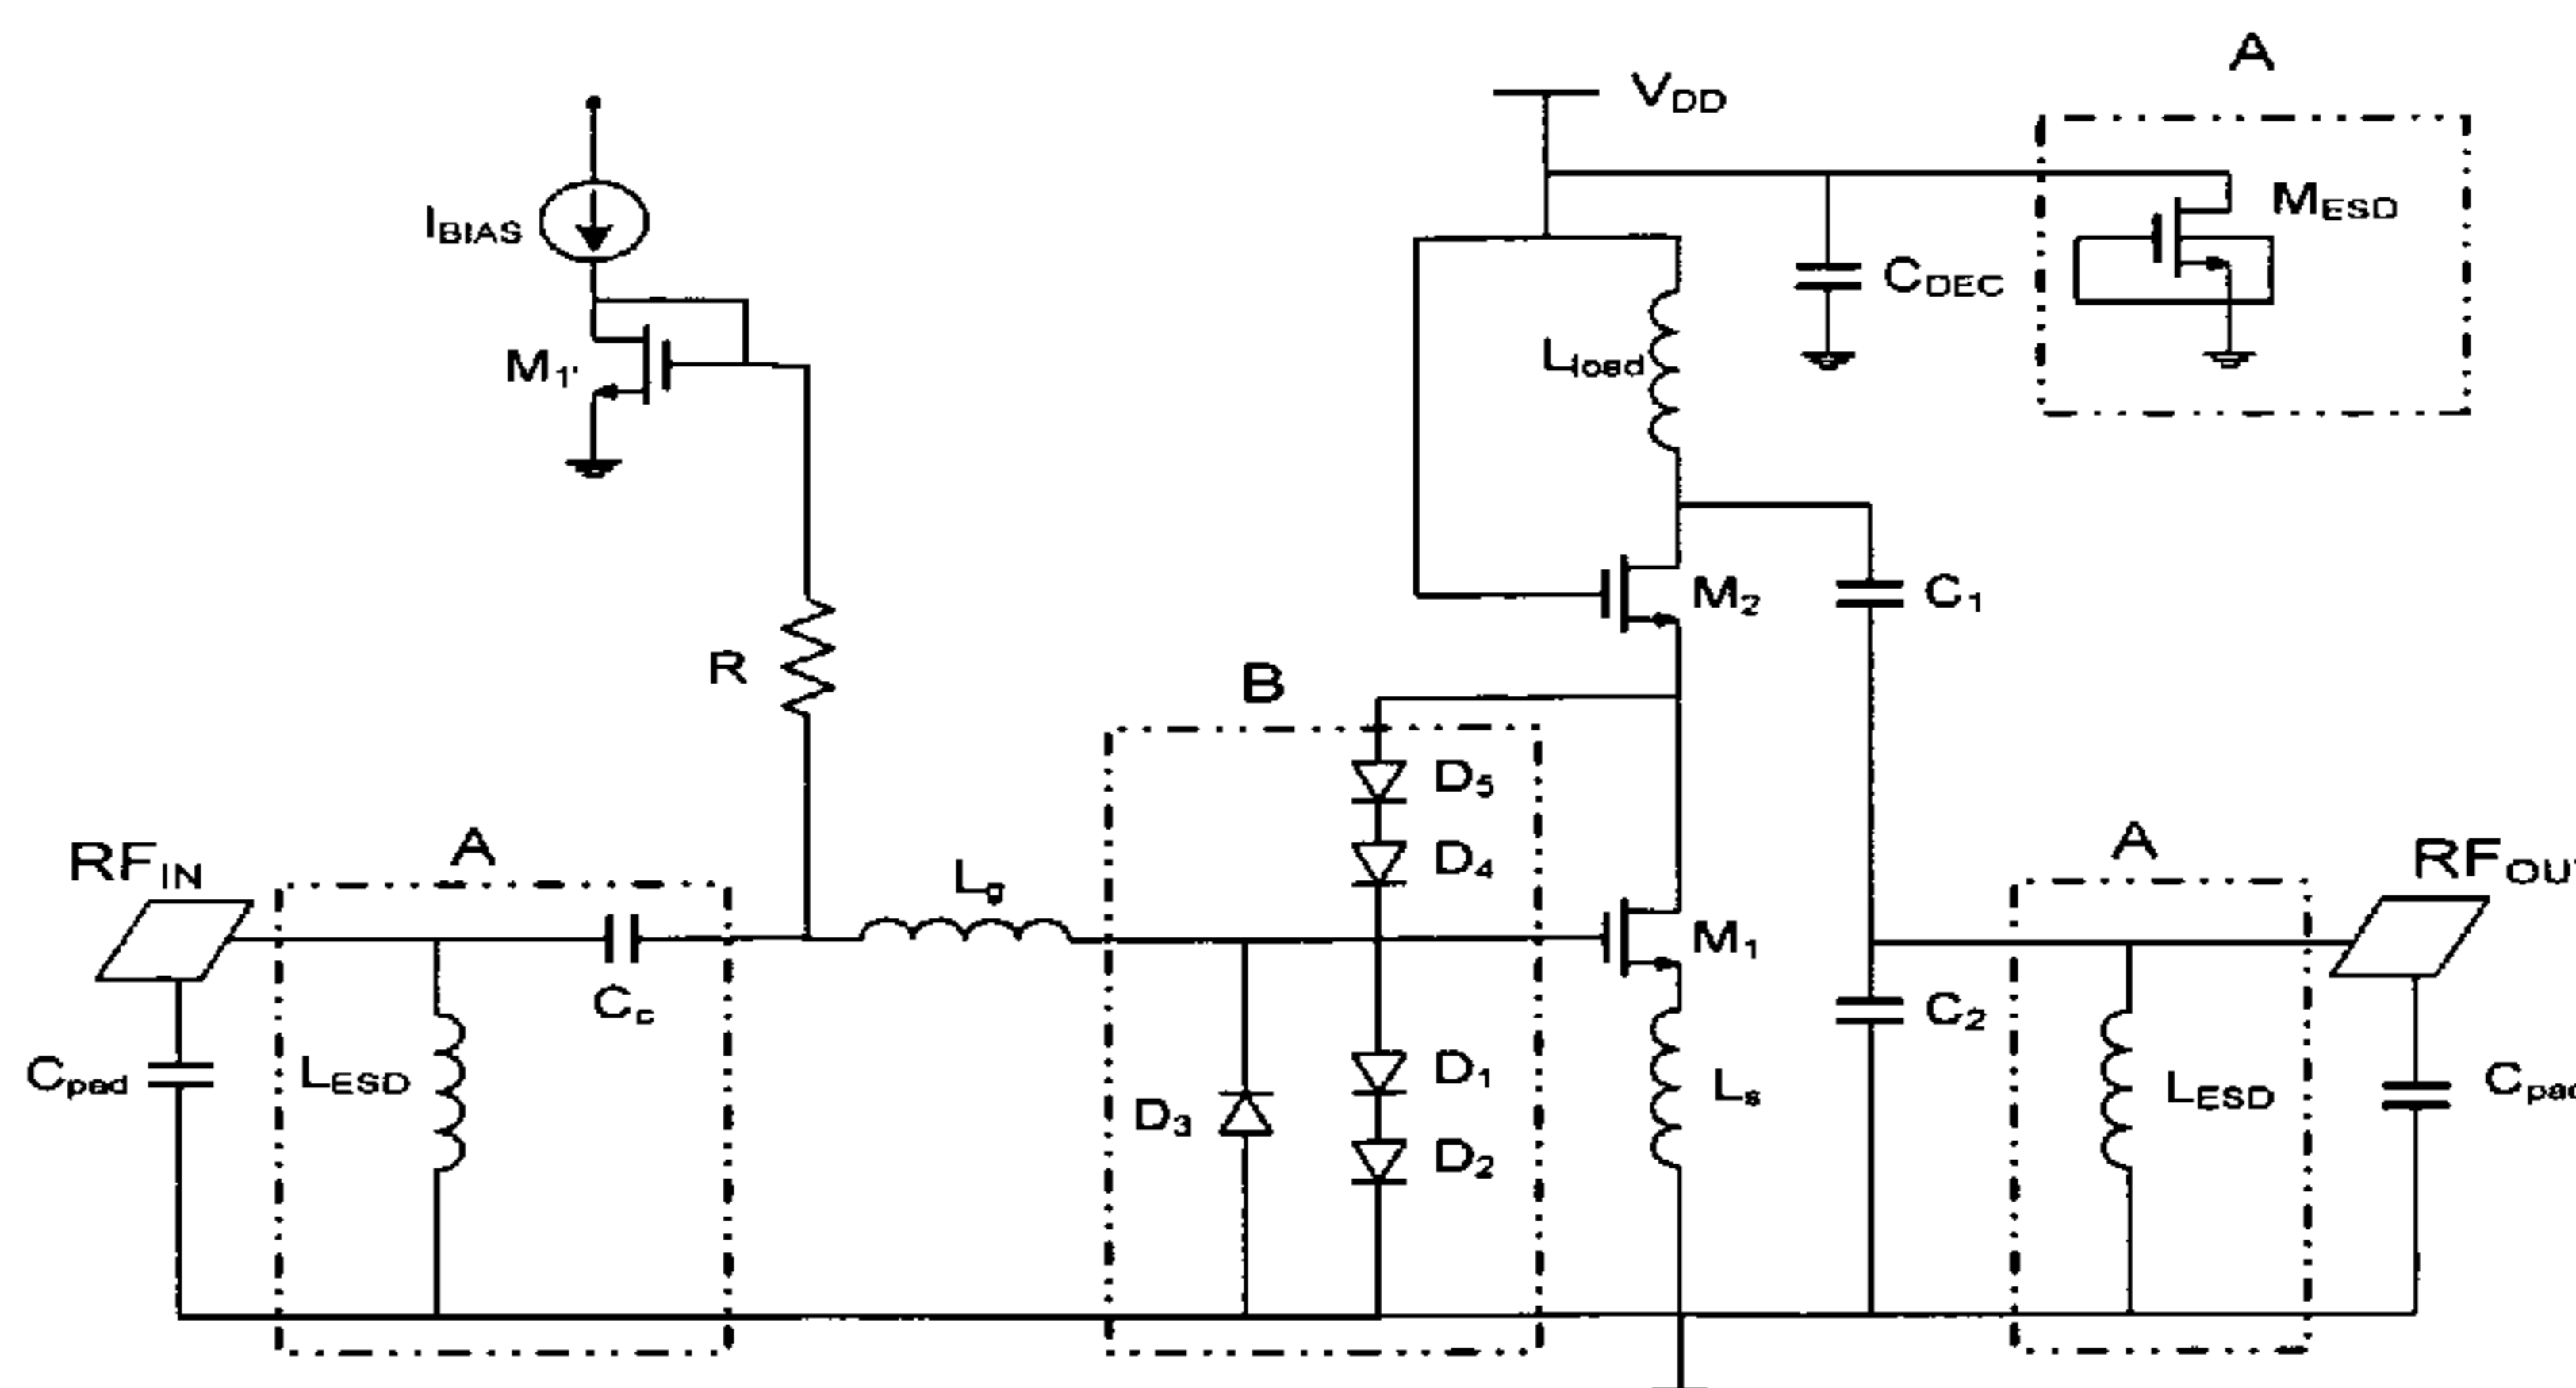 A
VDD
MESD
IBIAS
CDEC
M1'
Lload
M2
C1
R
B
D5
D4
RFIN
A
Lg
A
RFOUT
M1
Cc
C2
Cpad
LESD
D3
D1
Ls
LESD
Cpad
D2